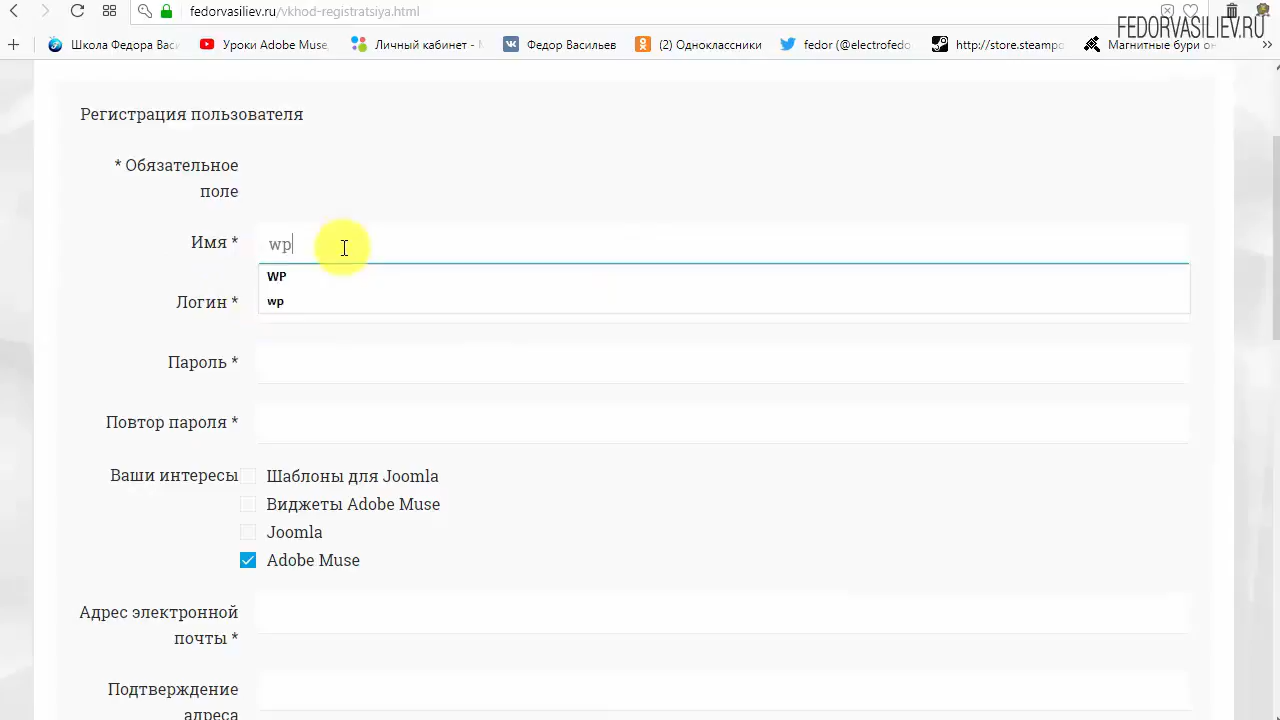 fedorvasiliev.ru/vkhod-registratsiya.html
FEDORVASILIEV.RU
Школа Федора Васи
Уроки Adobe Muse,
Личный кабинет -
Федор Васильев
(2) Одноклассники
fedor (@electrofedo
http://store.steampo
Магнитные бури
Регистрация пользователя
* Обязательное
поле
Имя *
wp
WP
wp
Логин *
Пароль *
Повтор пароля *
Ваши интересы
Шаблоны для Joomla
Виджеты Adobe Muse
Joomla
Adobe Muse
Адрес электронной
почты *
Подтверждение
адреса